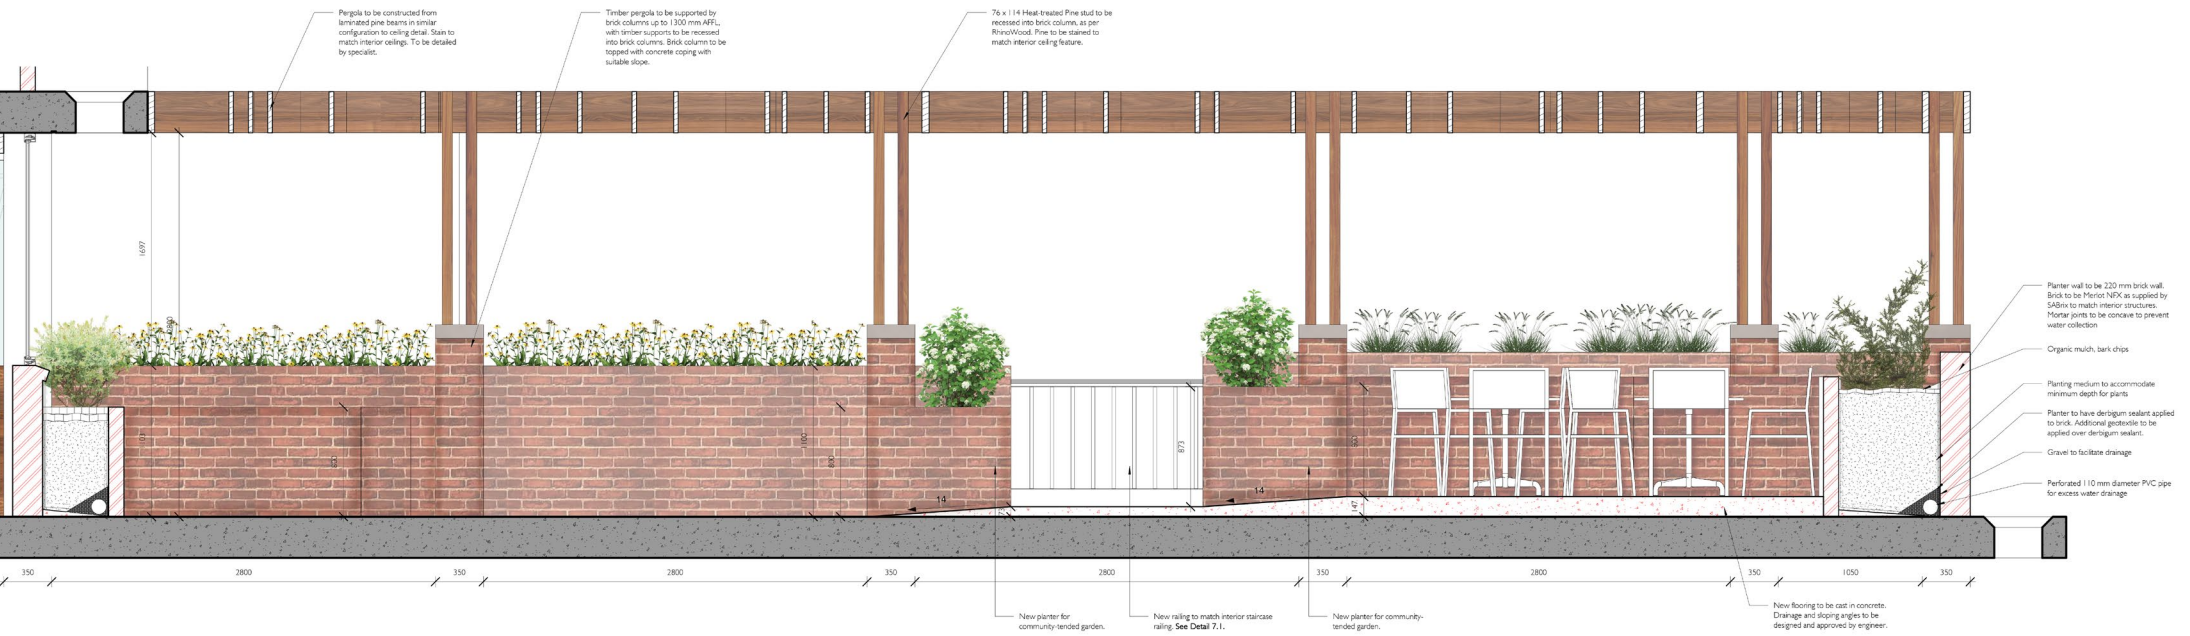 Pergola to be constructed from
laminated pine beams in similar
configuration to ceiling detail. Stain to
match interior ceilings. To be detailed
by specialist.
Timber pergola to be supported by
brick columns up to 1300 mm AFFL,
with timber supports to be recessed
into brick columns. Brick column to be
topped with concrete coping with
suitable slope.
76 x 114 Heat-treated Pine stud to be
recessed into brick column, as per
RhinoWood. Pine to be stained to
match interior ceiling feature.
1697
1100
873
14
14
147
Planter wall to be 220 mm brick wall.
Brick to be Merlot NFX as supplied by
SABrix to match interior structures.
Mortar joints to be concave to prevent
water collection
Organic mulch, bark chips
Planting medium to accommodate
minimum depth for plants
Planter to have derbigum sealant applied
to brick. Additional geotextile to be
applied over derbigum sealant.
Gravel to facilitate drainage
Perforated 110 mm diameter PVC pipe
for excess water drainage
350
2800
350
2800
350
2800
350
2800
350
1050
350
New planter for
community-tended garden.
New railing to match interior staircase
railing. See Detail 7.1.
New planter for community-
tended garden.
New flooring to be cast in concrete.
Drainage and sloping angles to be
designed and approved by engineer.